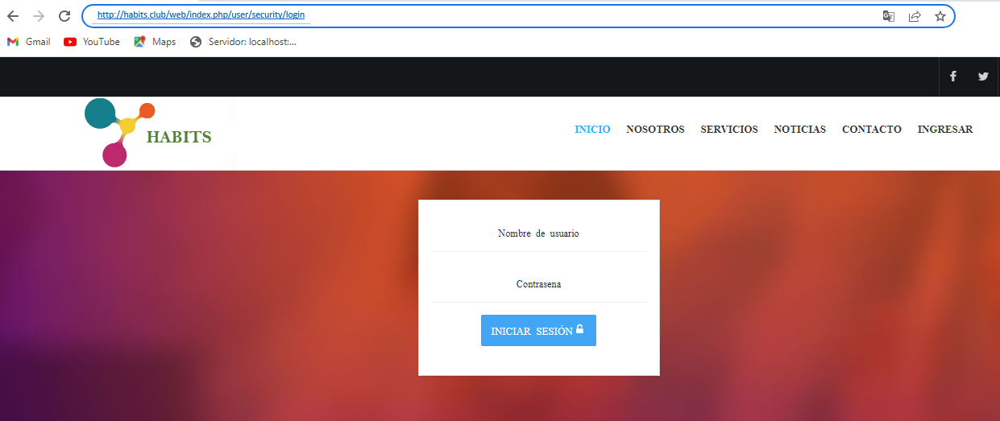 http://habits.club/web/index.php/user/security/login
Gmail YouTube Maps Servidor: localhost:...
HABITS
INICIO NOSOTROS SERVICIOS NOTICIAS CONTACTO INGRESAR
Nombre de usuario
Contrasena
INICIAR SESIÓN